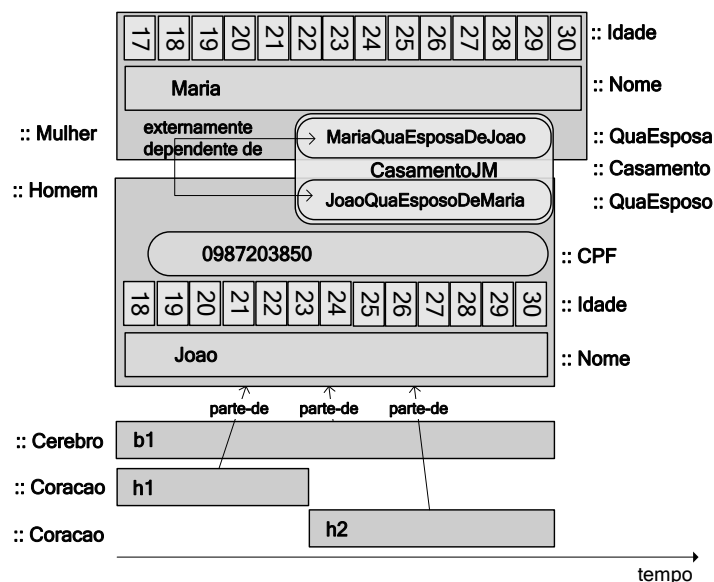 17 18 19 20 21 22 23 24 25 26 27 28 29 30 :: Idade
Maria :: Nome
:: Mulher externamente dependente de MariaQuaEsposaDeJoao :: QuaEsposa
CasamentoJM :: Casamento
:: Homem JoaoQuaEsposoDeMaria :: QuaEsposo
0987203850 :: CPF
18 19 20 21 22 23 24 25 26 27 28 29 30 :: Idade
Joao :: Nome
parte-de parte-de parte-de
:: Cerebro b1
:: Coracao h1
:: Coracao h2
tempo